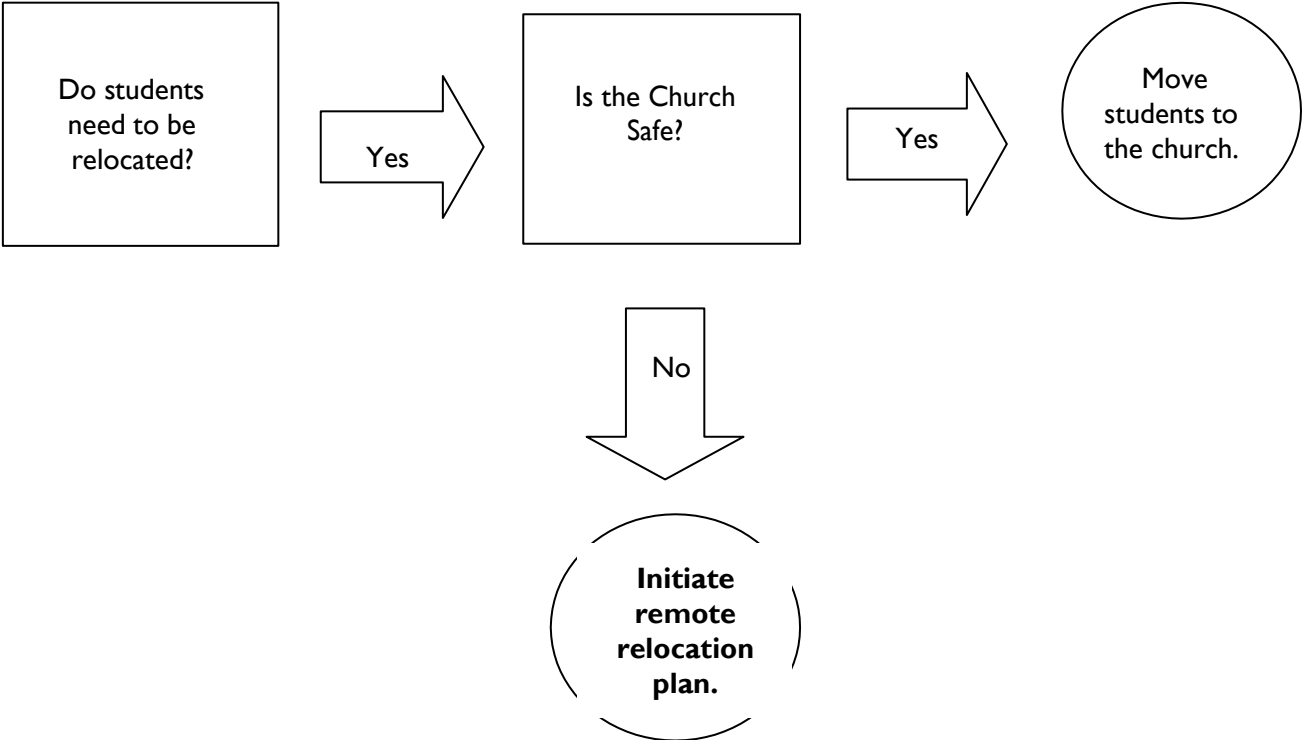 Do students
need to be
relocated?
Yes
Is the Church
Safe?
Yes
Move
students to
the church.
No
Initiate
remote
relocation
plan.